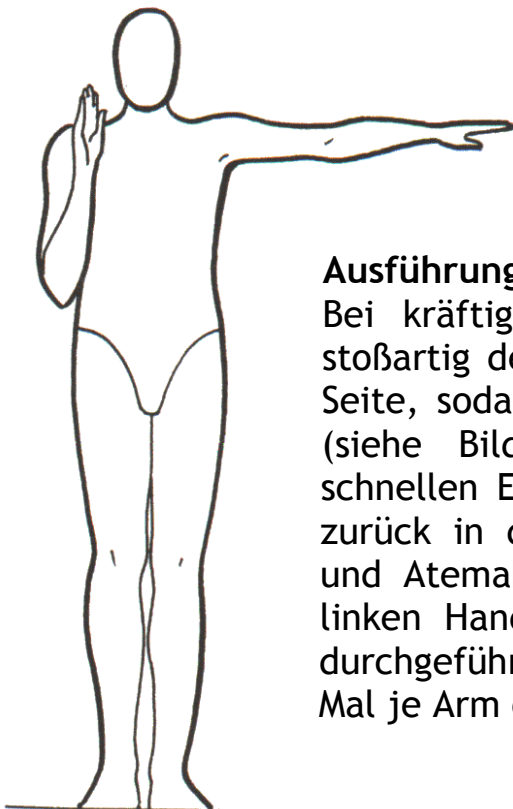 Ausführung
Bei kräftig
stoßartig de
Seite, soda
(siehe Bild
schnellen E
zurück in d
und Atema
linken Hand
durchgeführ
Mal je Arm